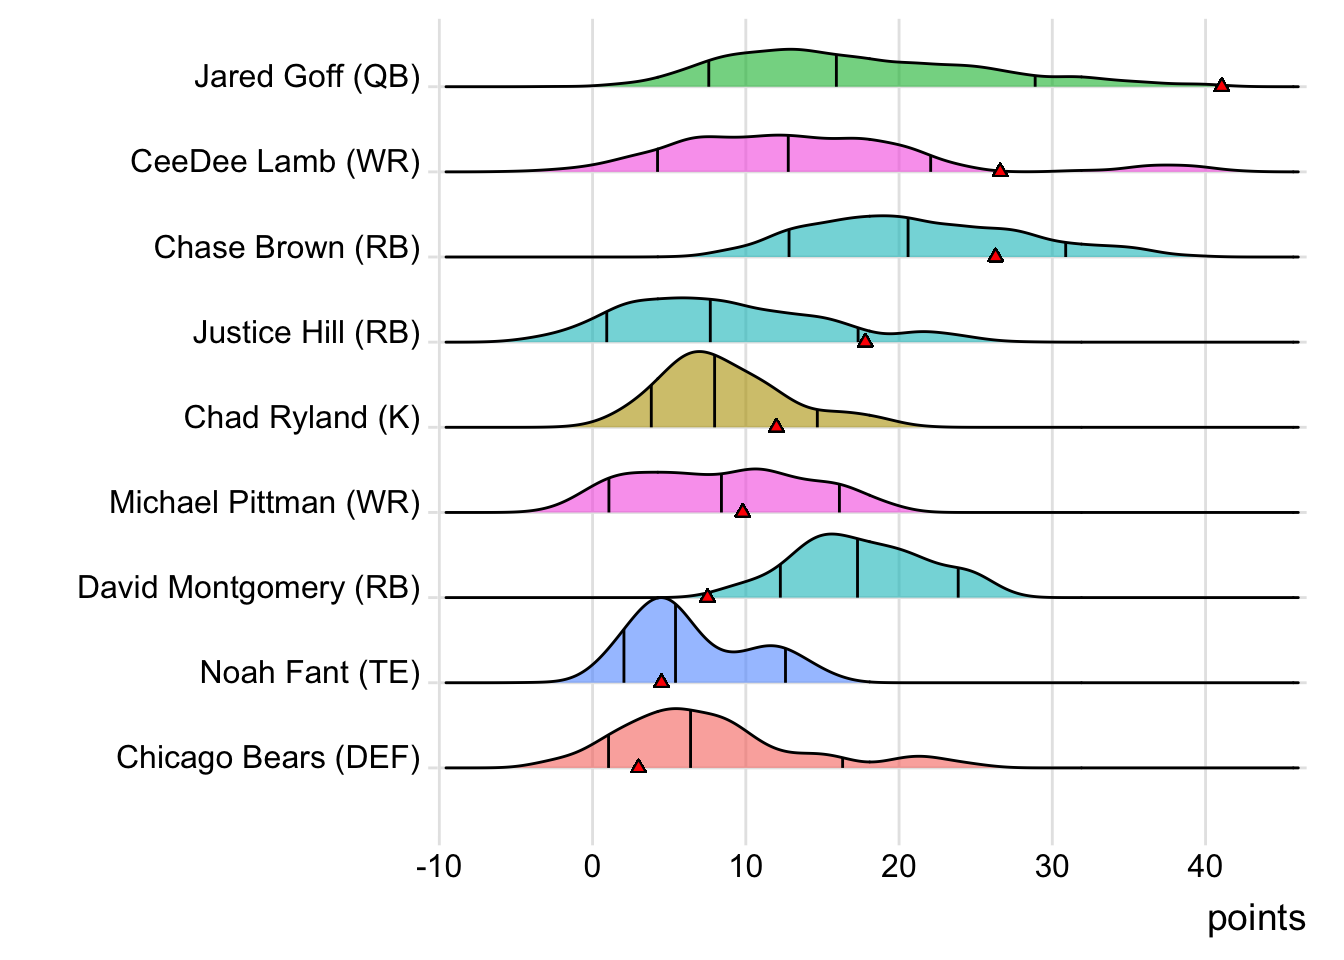 Jared Goff (QB)
CeeDee Lamb (WR)
Chase Brown (RB)
Justice Hill (RB)
Chad Ryland (K)
Michael Pittman (WR)
David Montgomery (RB)
Noah Fant (TE)
Chicago Bears (DEF)
-10 0 10 20 30 40
points